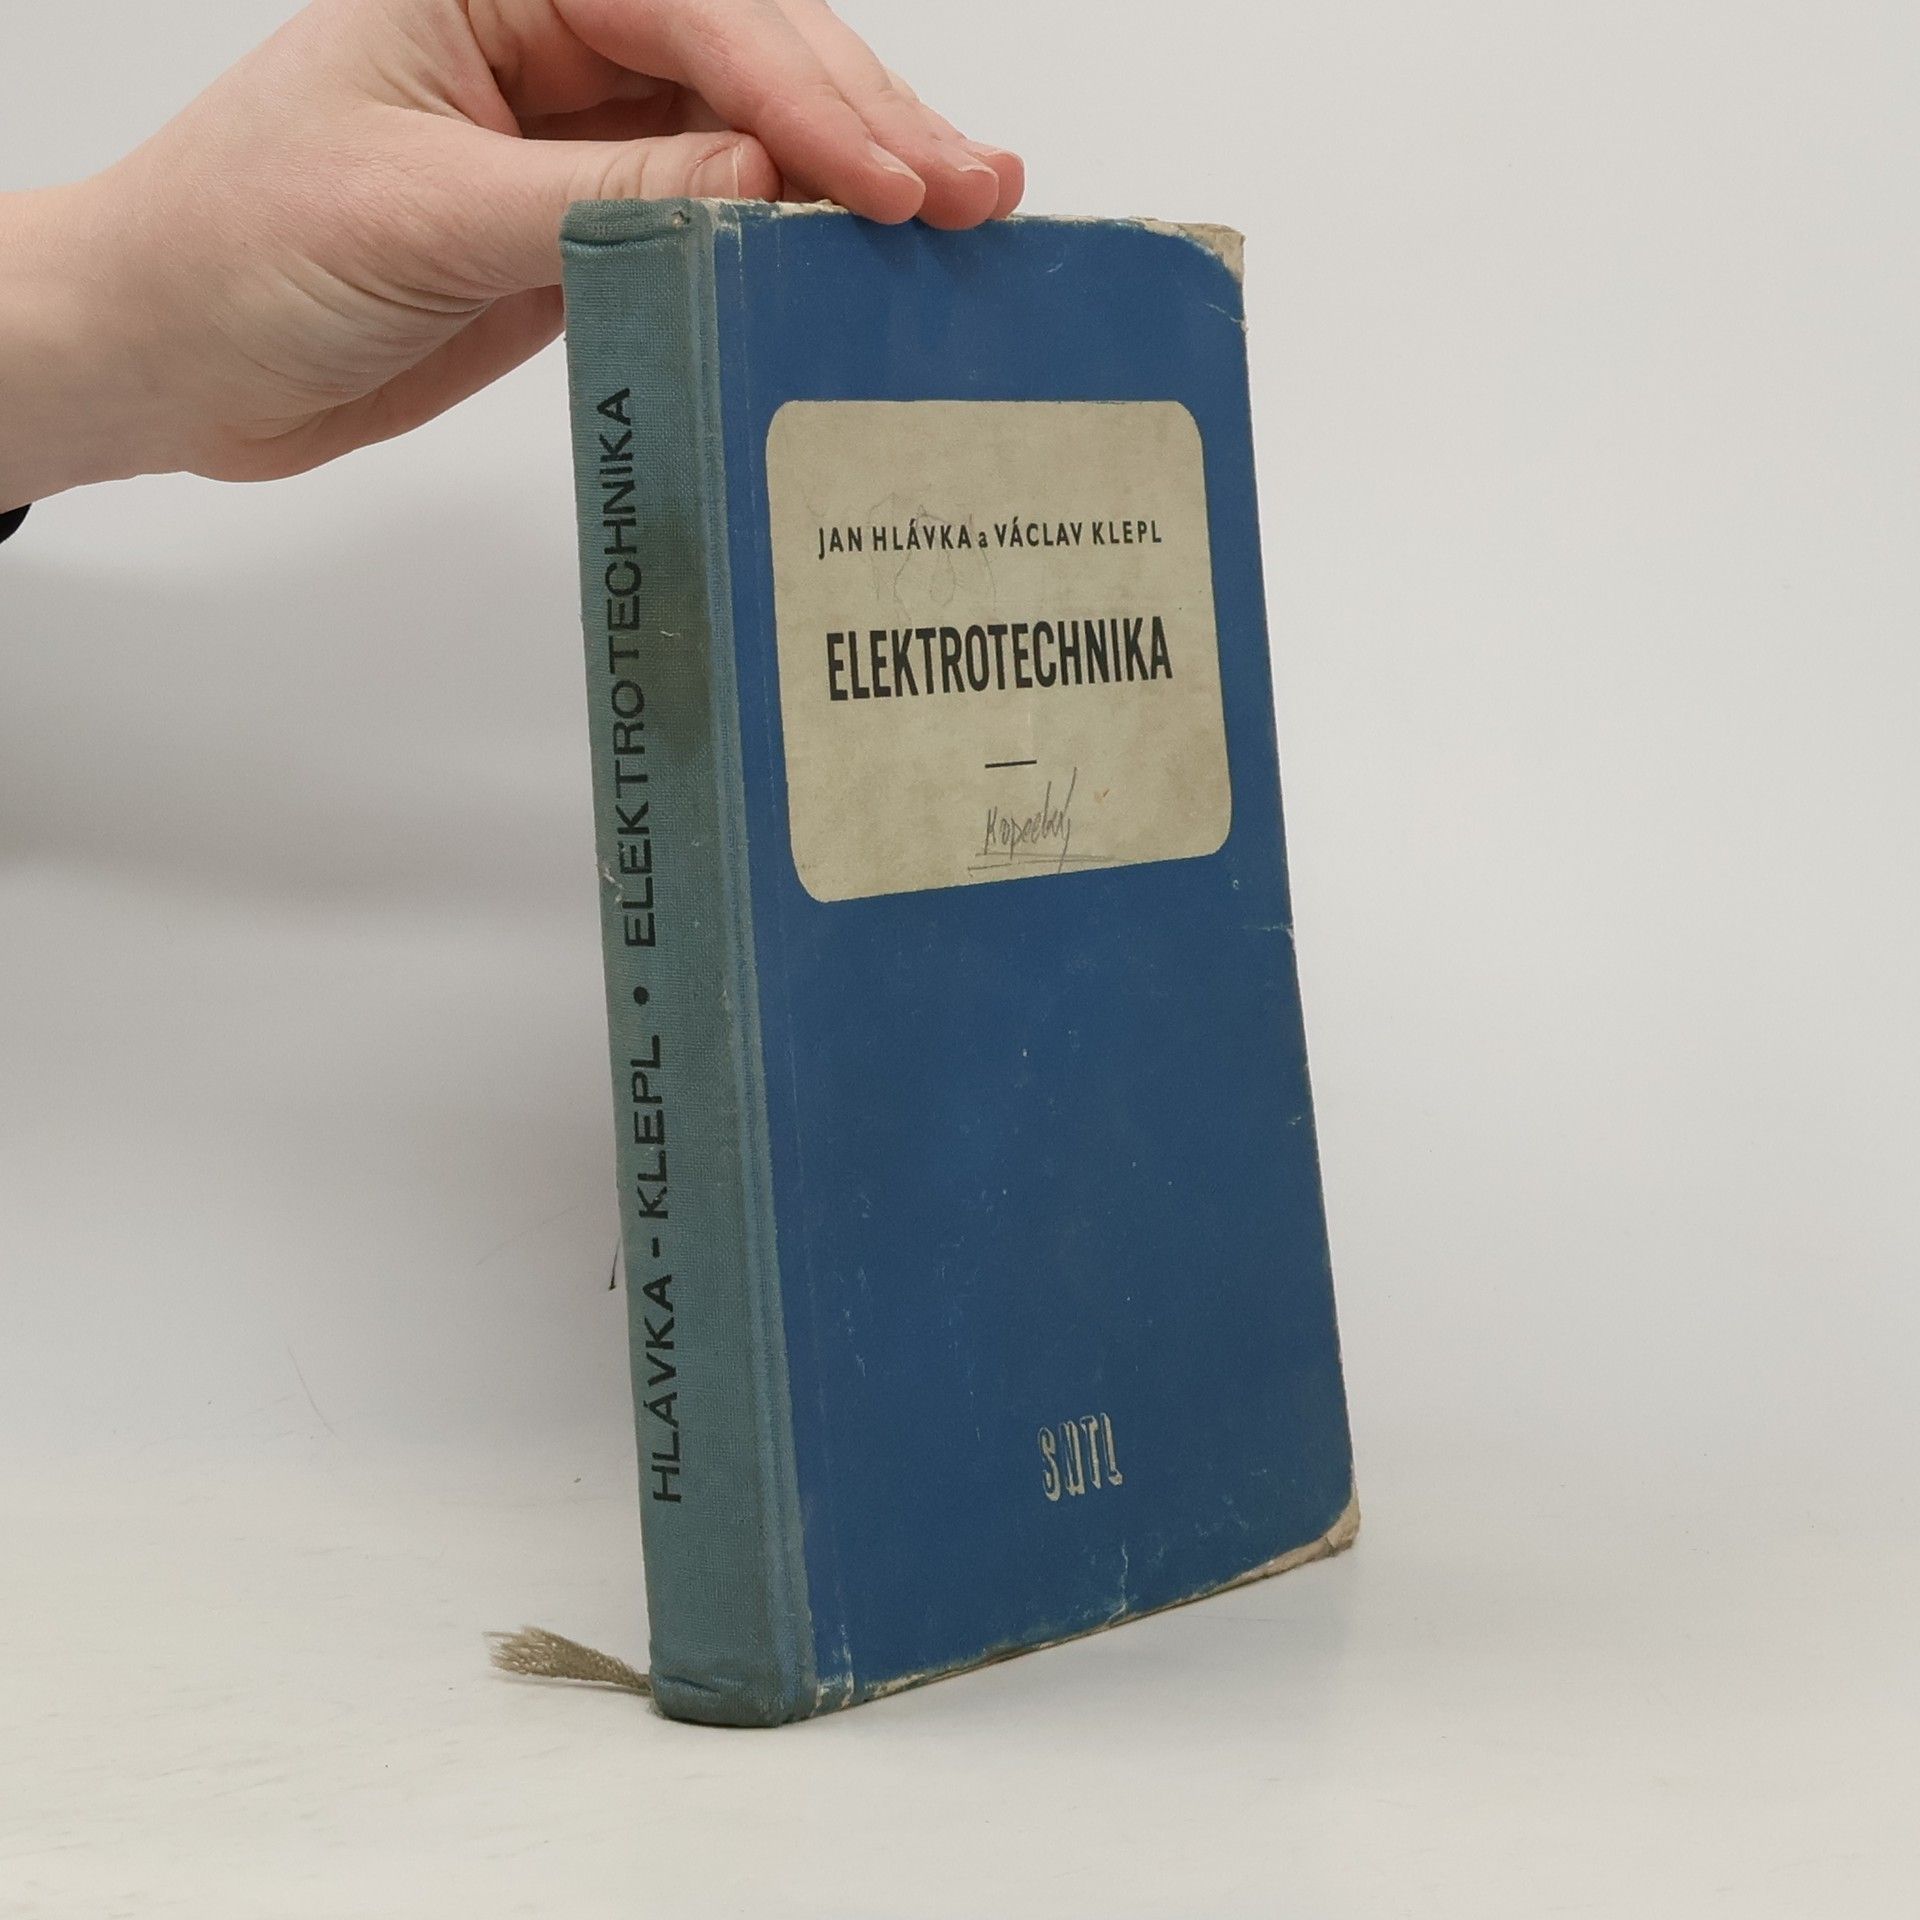 HLÁVKA - KLEPL • ELEKTROTECHNIKA
JAN HLÁVKA a VÁCLAV KLEPL
ELEKTROTECHNIKA
SNTL